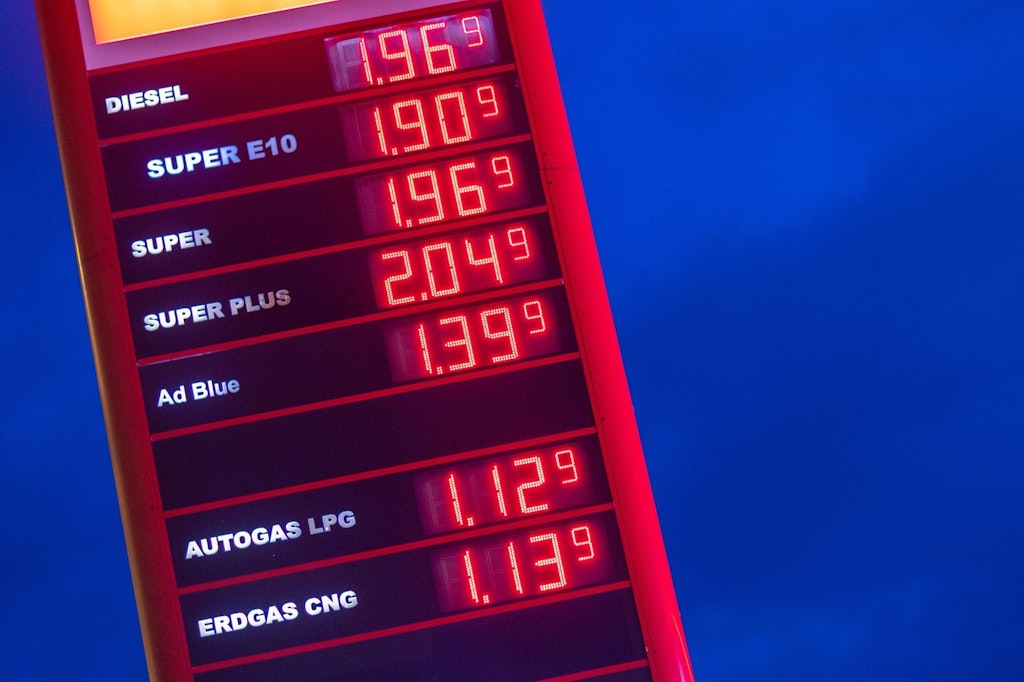 DIESEL 1.96⁹
SUPER E10 1.90⁹
SUPER 1.96⁹
SUPER PLUS 2.04⁹
Ad Blue 1.39⁹
AUTOGAS LPG 1.12⁹
ERDGAS CNG 1.13⁹